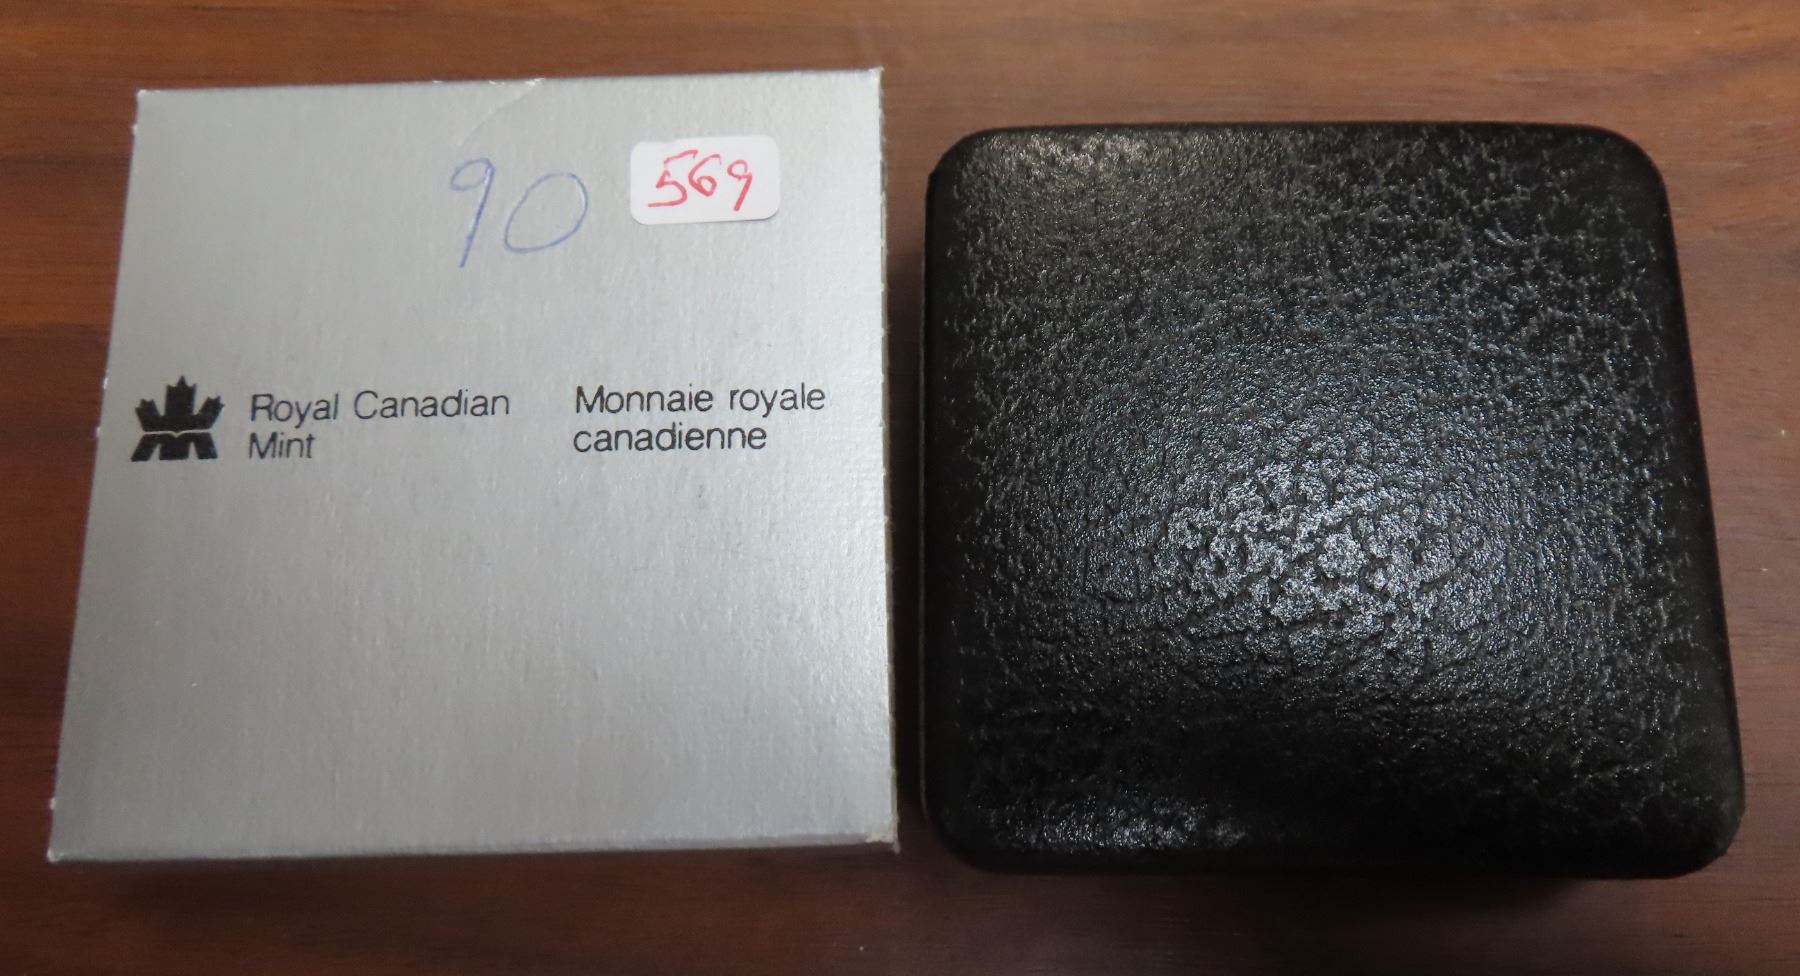 90
569
Royal Canadian
Mint
Monnaie royale
canadienne